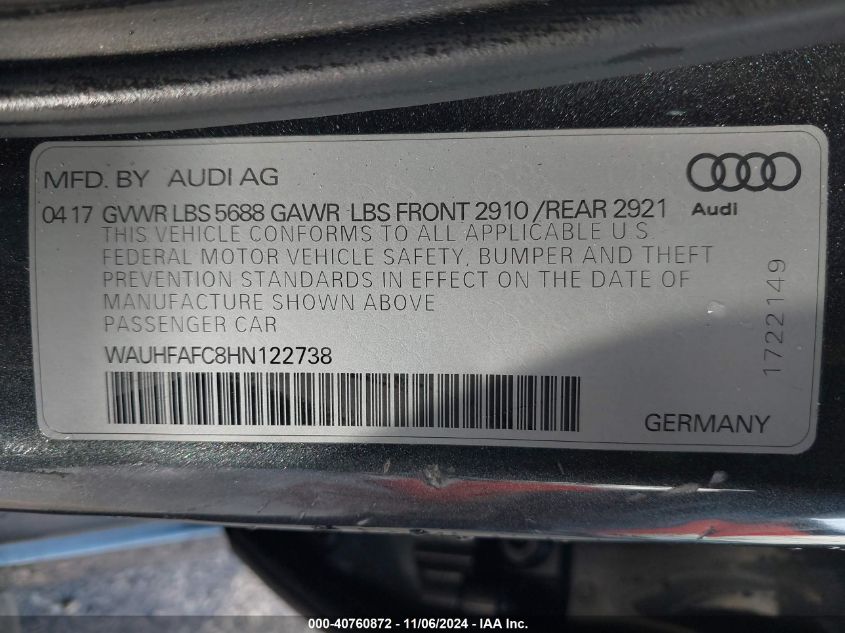 MFD. BY AUDI AG
04 17 GVWR LBS 5688 GAWR LBS FRONT 2910 /REAR 2921
Audi
THIS VEHICLE CONFORMS TO ALL APPLICABLE U S
FEDERAL MOTOR VEHICLE SAFETY, BUMPER AND THEFT
PREVENTION STANDARDS IN EFFECT ON THE DATE OF
MANUFACTURE SHOWN ABOVE
PASSENGER CAR
WAUHFAFC8HN122738
GERMANY
1722149
000-40760872 - 11/06/2024 - IAAI.COM